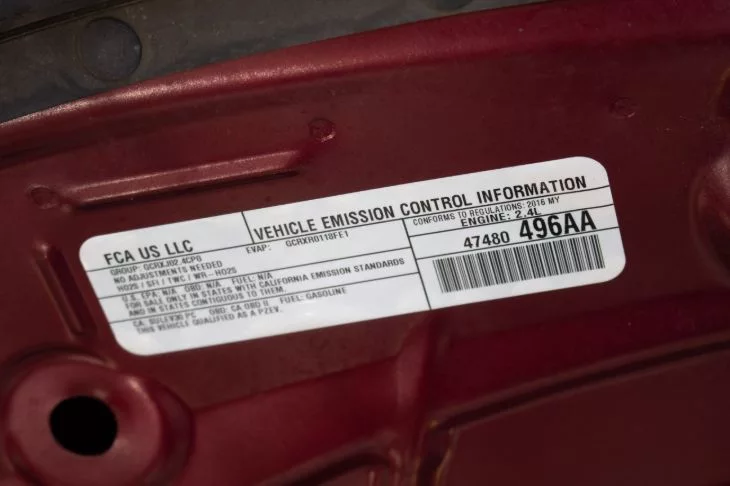 FCA US LLC
VEHICLE EMISSION CONTROL INFORMATION
GROUP: GCRXJ02.4CP0
EVAP: GCRXR0118FE1
CONFORMS TO REGULATIONS: 2016 MY
NO ADJUSTMENTS NEEDED
ENGINE: 2.4L
HO2S / SFI / TWC / WR-HO2S
47480 496AA
U.S. EPA: N/A OBD: N/A FUEL: N/A
FOR SALE ONLY IN STATES WITH CALIFORNIA EMISSION STANDARDS
AND IN STATES CONTIGUOUS TO THEM.
CA: SULEV30 PC OBD: CA OBD II FUEL: GASOLINE
THIS VEHICLE QUALIFIED AS A PZEV.